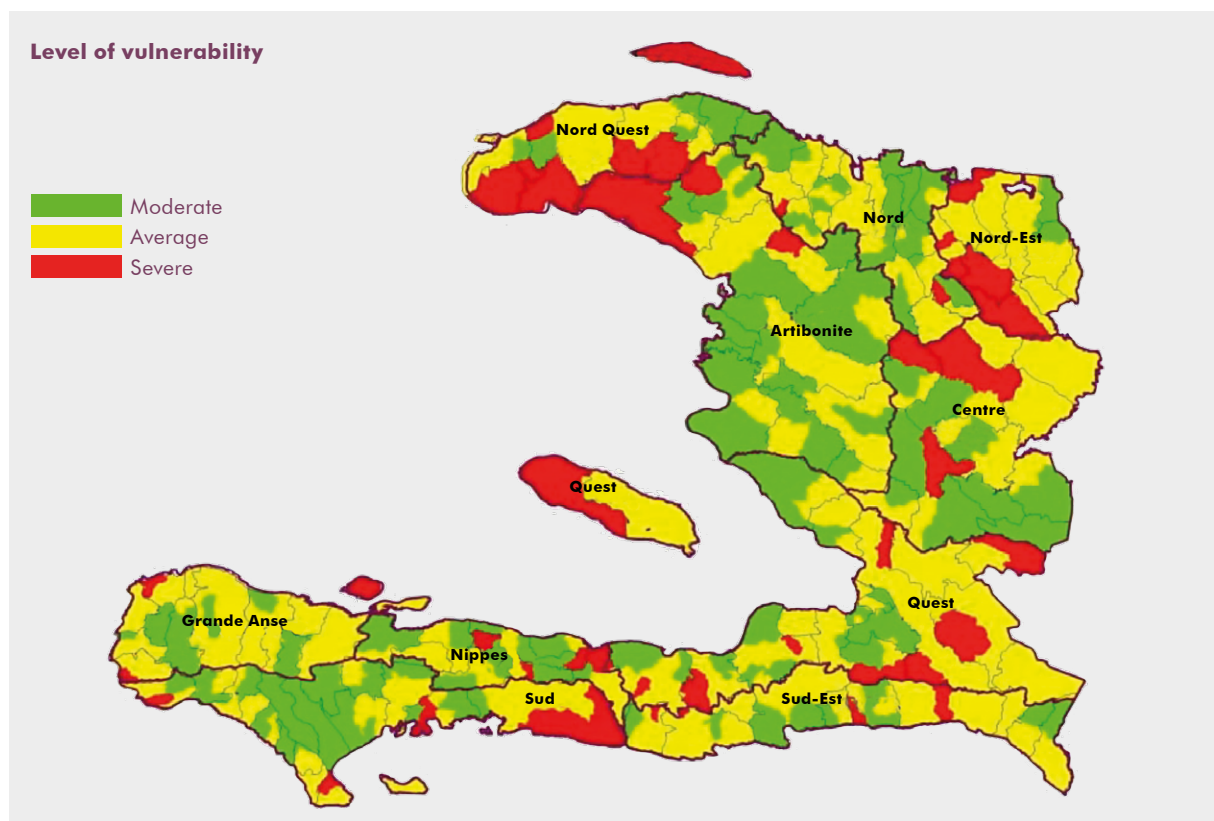 Level of vulnerability
Moderate
Average
Severe
Nord Quest
Nord
Nord-Est
Artibonite
Centre
Quest
Quest
Grande Anse
Nippes
Sud
Sud-Est